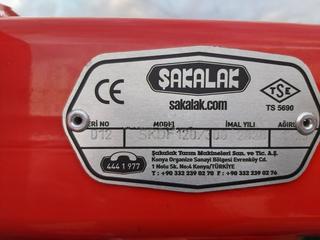 CE
ŞAKALAK
sakalak.com
TSE
TS 5690
SERİ NO MODEL İMAL YILI AĞIRL
012
Şakalak Tarım Makineleri San. ve Tic. A.Ş.
Konya Organize Sanayi Bölgesi Evrenköy Cd.
1 Nolu Sk. No:4 Konya/TÜRKİYE
T: +90 332 239 02 70 F: +90 332 239 02 76
444 1 977